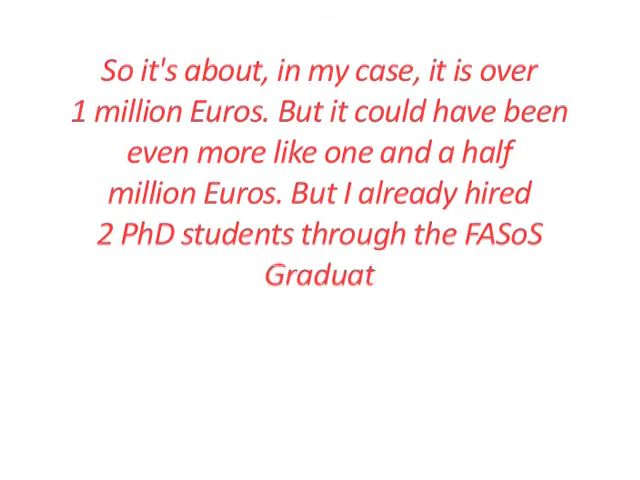 So it's about, in my case, it is over
1 million Euros. But it could have been
even more like one and a half
million Euros. But I already hired
2 PhD students through the FASoS
Graduat